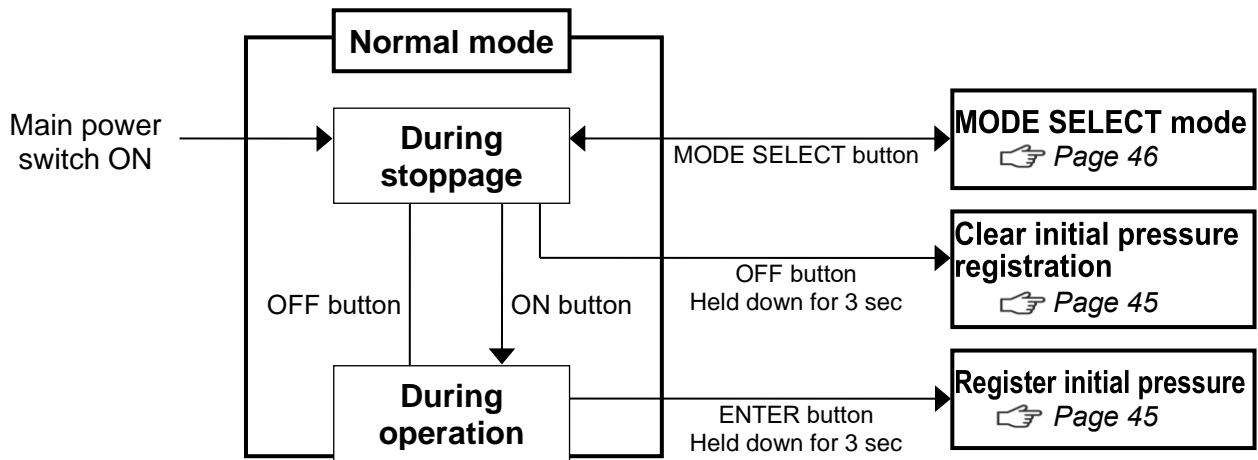 Normal mode
Main power
switch ON
During
stoppage
MODE SELECT button
MODE SELECT mode
☞ Page 46
OFF button
Held down for 3 sec
Clear initial pressure
registration
☞ Page 45
OFF button
ON button
During
operation
ENTER button
Held down for 3 sec
Register initial pressure
☞ Page 45